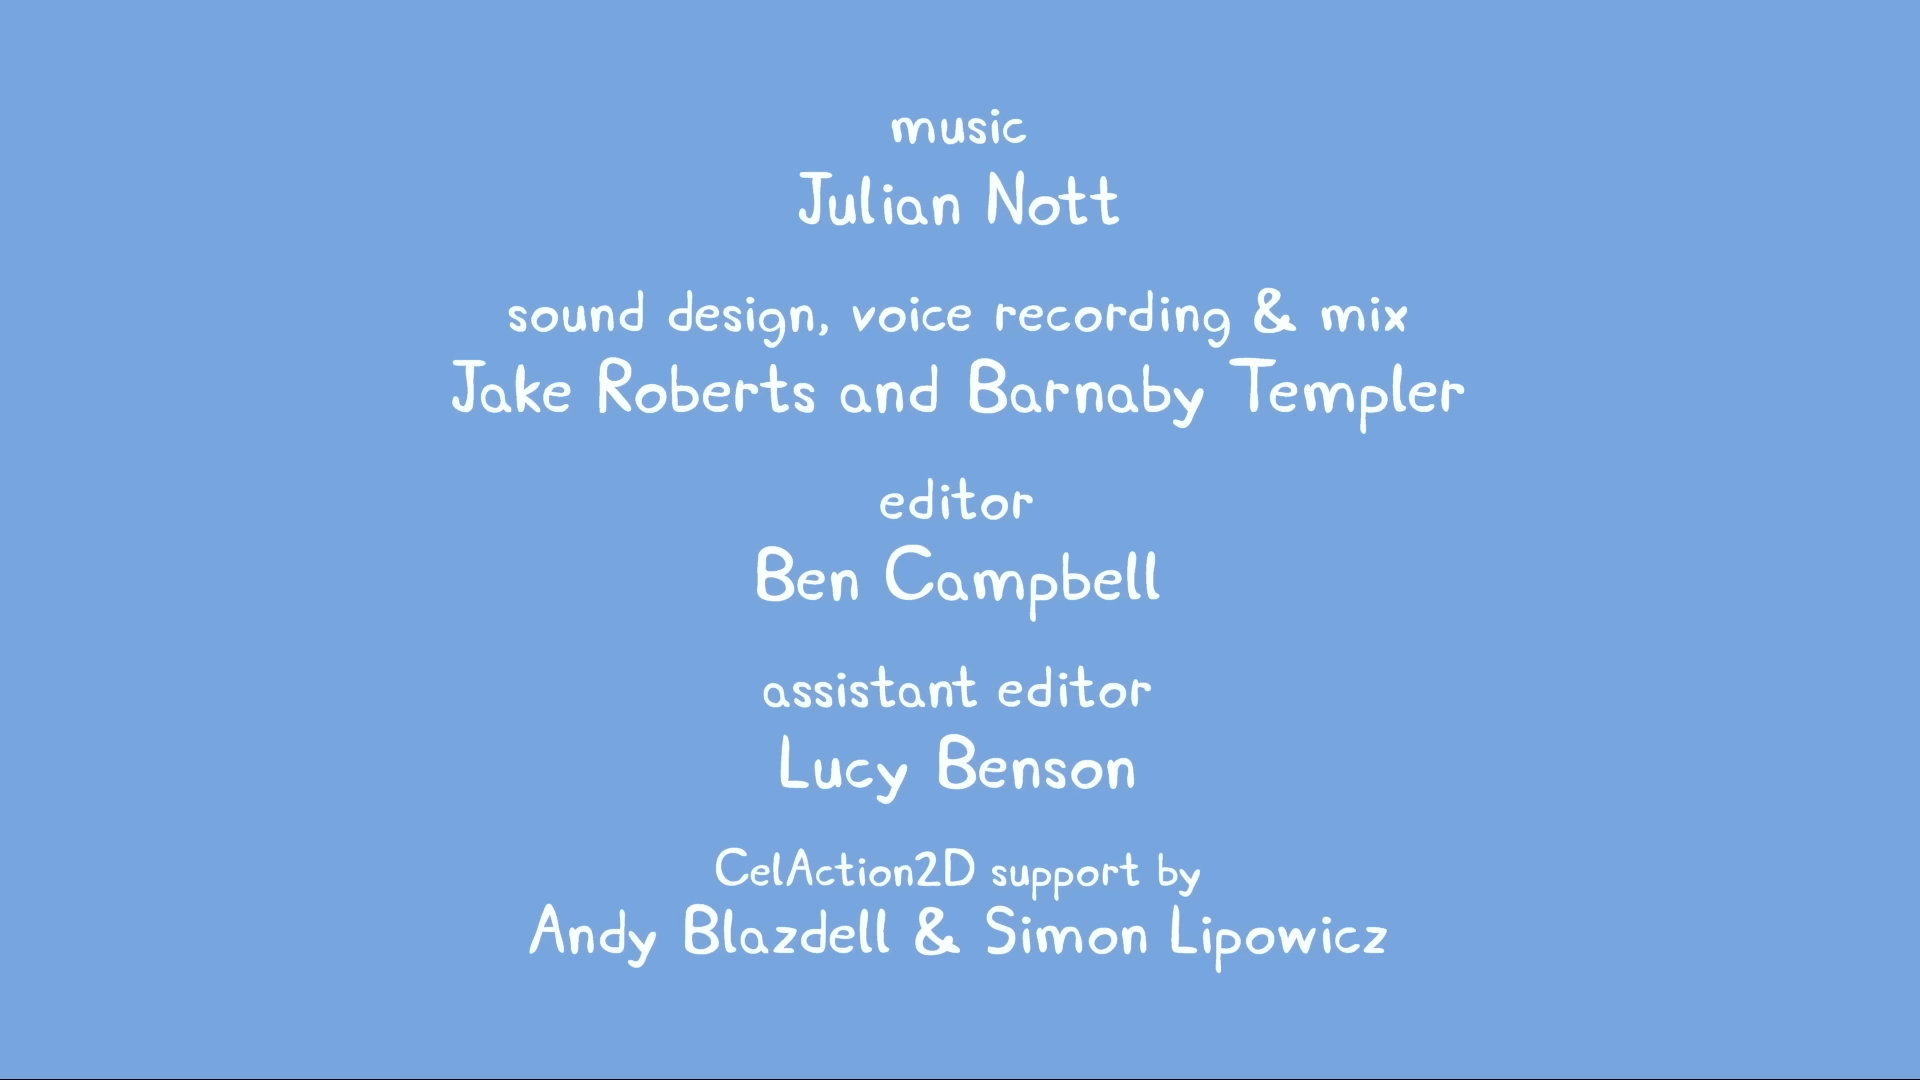 music
Julian Nott
sound design, voice recording & mix
Jake Roberts and Barnaby Templer
editor
Ben Campbell
assistant editor
Lucy Benson
CelAction2D support by
Andy Blazdell & Simon Lipowicz